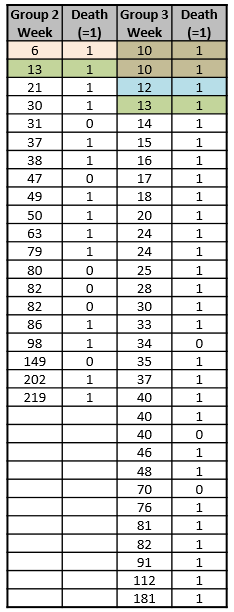 Group 2 Week Death (=1) Group 3 Week Death (=1)
6 1 10 1
13 1 10 1
21 1 12 1
30 1 13 1
31 0 14 1
37 1 15 1
38 1 16 1
47 0 17 1
49 1 18 1
50 1 20 1
63 1 24 1
79 1 24 1
80 0 25 1
82 0 28 1
82 0 30 1
86 1 33 1
98 1 34 0
149 0 35 1
202 1 37 1
219 1 40 1
40 1
40 0
46 1
48 1
70 0
76 1
81 1
82 1
91 1
112 1
181 1